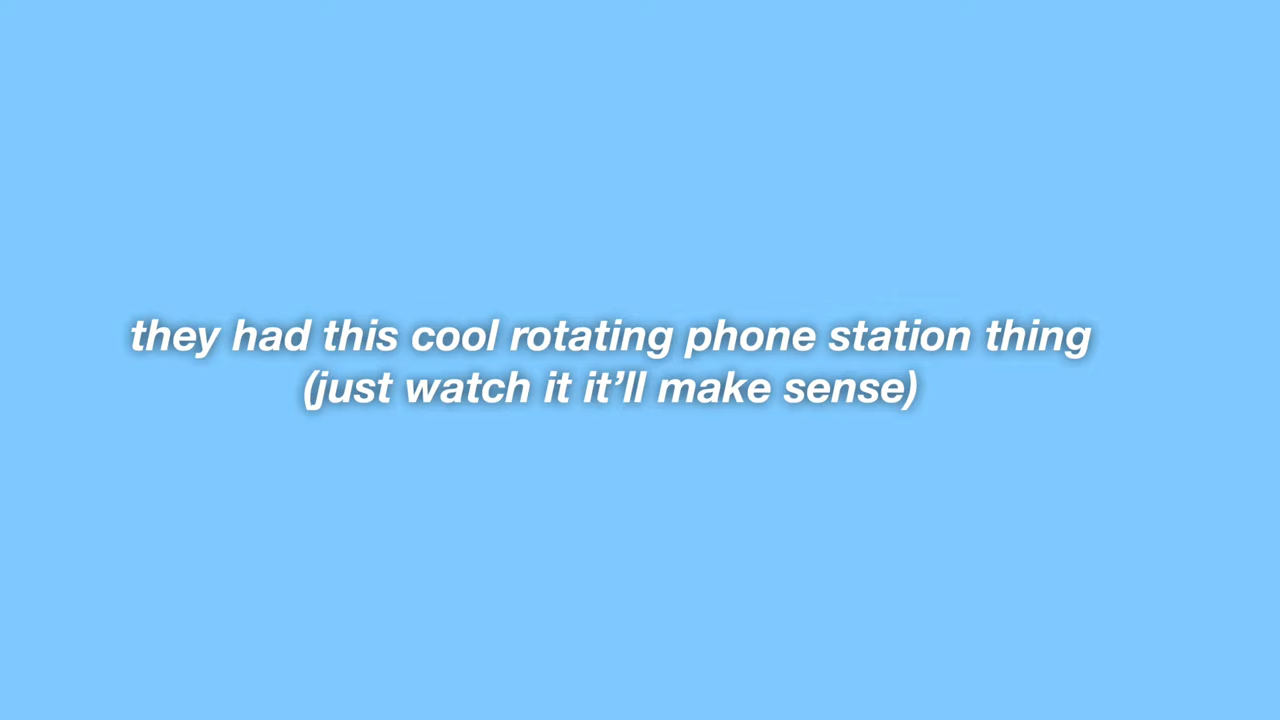 they had this cool rotating phone station thing
(just watch it it’ll make sense)